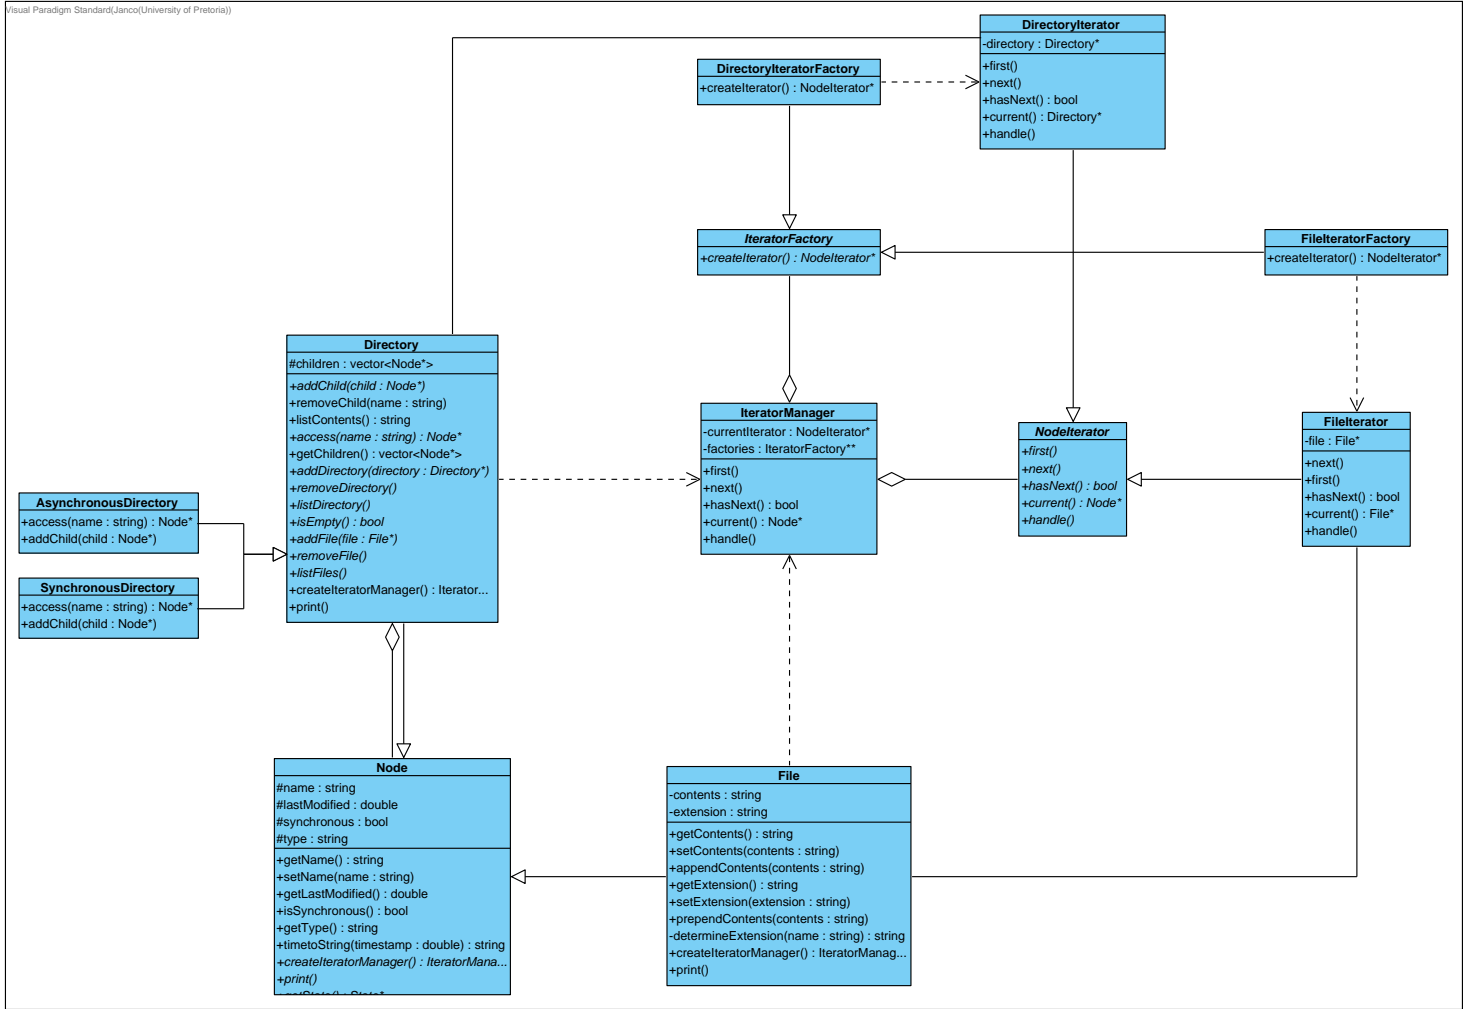 Visual Paradigm Standard(Janco(University of Pretoria))
DirectoryIterator
-directory : Directory*
+first()
+next()
+hasNext() : bool
+current() : Directory*
+handle()
DirectoryIteratorFactory
+createIterator() : NodeIterator*
IteratorFactory
+createIterator() : NodeIterator*
FileIteratorFactory
+createIterator() : NodeIterator*
Directory
#children : vector<Node*>
+addChild(child : Node*)
+removeChild(name : string)
+listContents() : string
+access(name : string) : Node*
+getChildren() : vector<Node*>
+addDirectory(directory : Directory*)
+removeDirectory()
+listDirectory()
+isEmpty() : bool
+addFile(file : File*)
+removeFile()
+listFiles()
+createIteratorManager() : Iterator...
+print()
IteratorManager
-currentIterator : NodeIterator*
-factories : IteratorFactory**
+first()
+next()
+hasNext() : bool
+current() : Node*
+handle()
NodeIterator
+first()
+next()
+hasNext() : bool
+current() : Node*
+handle()
FileIterator
-file : File*
+next()
+first()
+hasNext() : bool
+current() : File*
+handle()
AsynchronousDirectory
+access(name : string) : Node*
+addChild(child : Node*)
SynchronousDirectory
+access(name : string) : Node*
+addChild(child : Node*)
Node
#name : string
#lastModified : double
#synchronous : bool
#type : string
+getName() : string
+setName(name : string)
+getLastModified() : double
+isSynchronous() : bool
+getType() : string
+timetoString(timestamp : double) : string
+createIteratorManager() : IteratorMana...
+print()
+getState() : State*
File
-contents : string
-extension : string
+getContents() : string
+setContents(contents : string)
+appendContents(contents : string)
+getExtension() : string
+setExtension(extension : string)
+prependContents(contents : string)
-determineExtension(name : string) : string
+createIteratorManager() : IteratorManag...
+print()